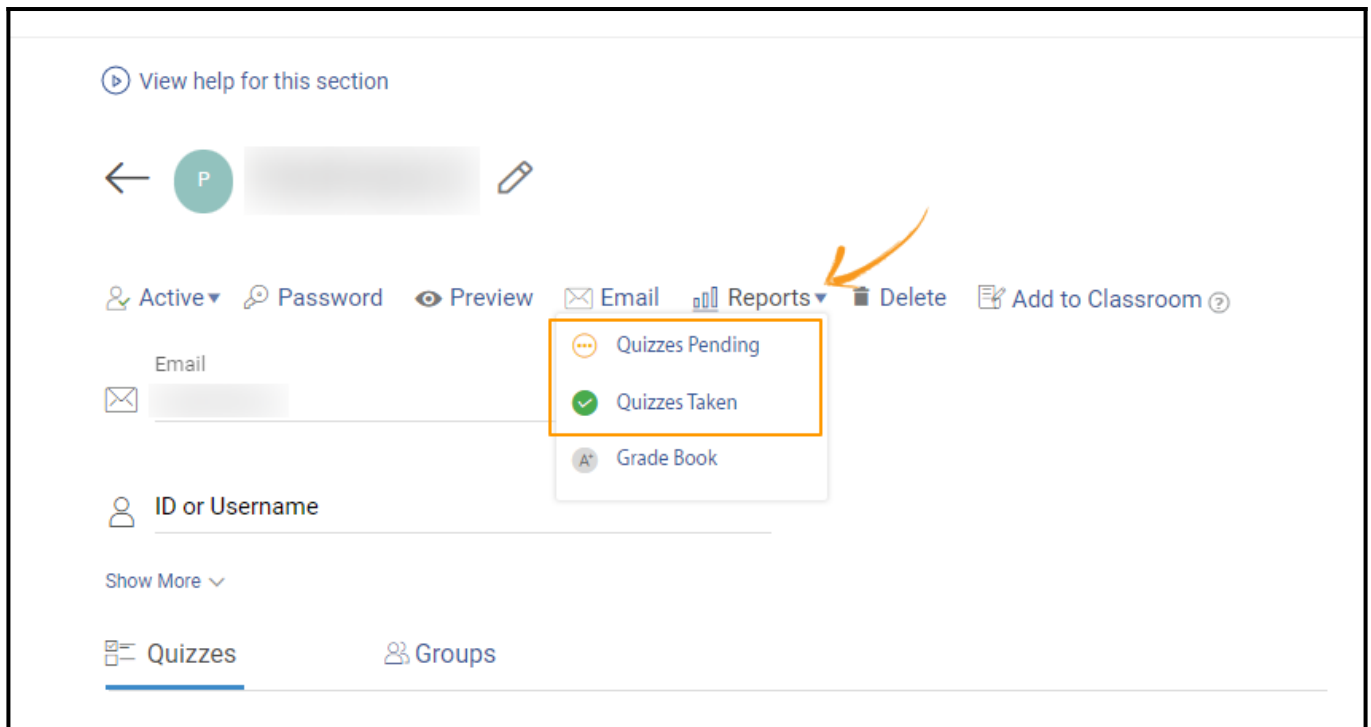 View help for this section
P
Active Password Preview Email Reports Delete Add to Classroom ?
Quizzes Pending
Email
Quizzes Taken
A+ Grade Book
ID or Username
Show More
Quizzes Groups